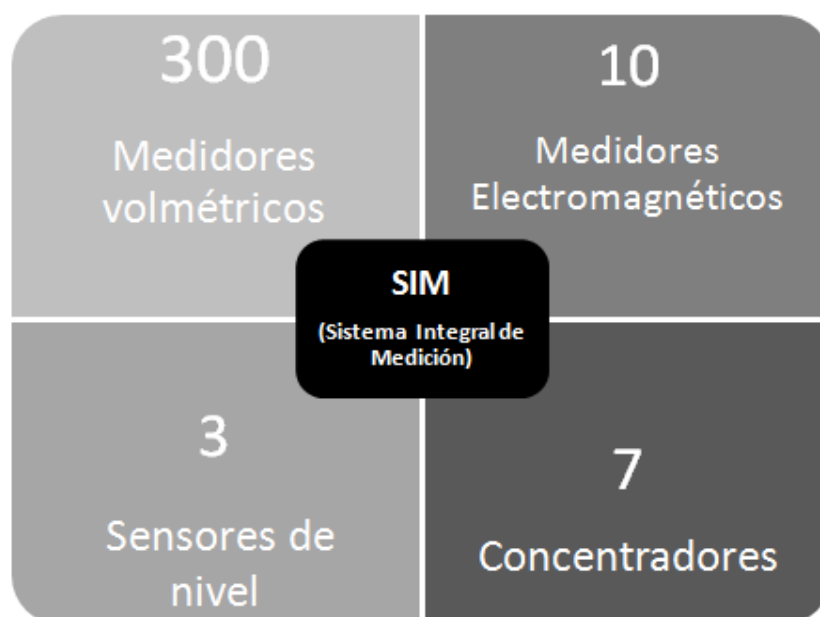 300
Medidores
volmétricos
10
Medidores
Electromagnéticos
SIM
(Sistema Integral de
Medición)
3
Sensores de
nivel
7
Concentradores